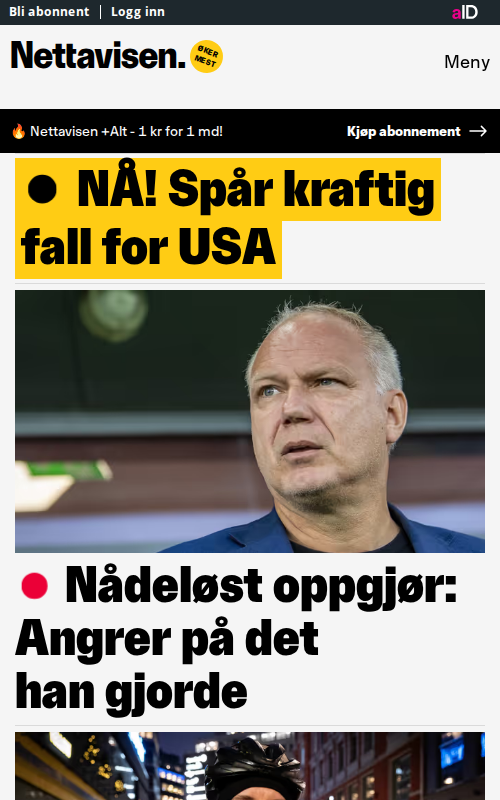 Bli abonnent | Logg inn aID
Nettavisen. ØKER MEST
Meny
🔥 Nettavisen +Alt - 1 kr for 1 md! Kjøp abonnement →
NÅ! Spår kraftig
fall for USA
Nådeløst oppgjør:
Angrer på det
han gjorde